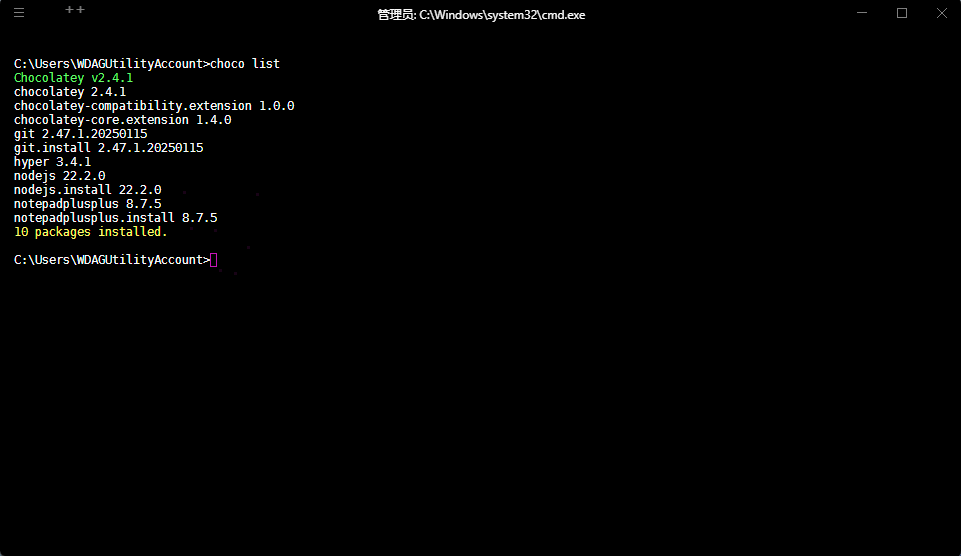 管理员: C:\Windows\system32\cmd.exe
C:\Users\WDAGUtilityAccount>choco list
Chocolatey v2.4.1
chocolatey 2.4.1
chocolatey-compatibility.extension 1.0.0
chocolatey-core.extension 1.4.0
git 2.47.1.20250115
git.install 2.47.1.20250115
hyper 3.4.1
nodejs 22.2.0
nodejs.install 22.2.0
notepadplusplus 8.7.5
notepadplusplus.install 8.7.5
10 packages installed.
C:\Users\WDAGUtilityAccount>